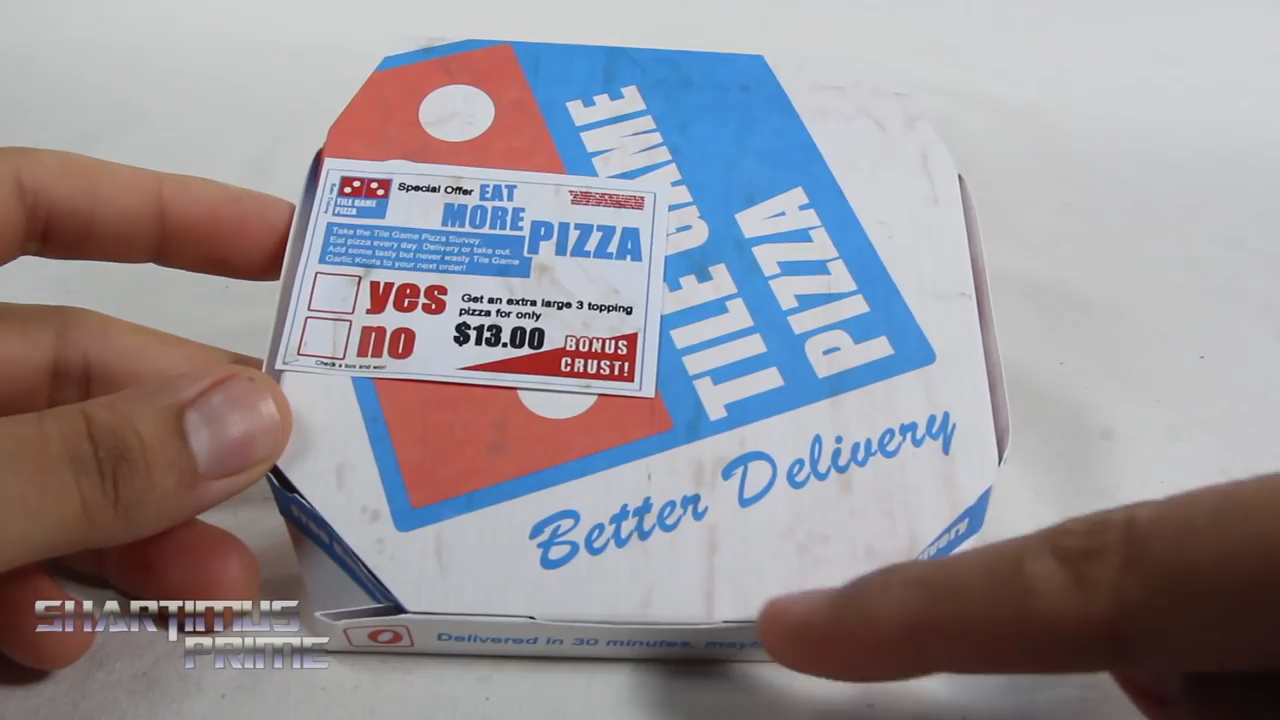 TILE GAME
PIZZA
Better Delivery
TILE GAME
PIZZA
Special Offer EAT
MORE
PIZZA
Take the Tile Game Pizza Survey:
Eat pizza every day. Delivery or take out.
Add some tasty but never wasty Tile Game
Garlic Knots to your next order!
yes
no
Get an extra large 3 topping
pizza for only
$13.00
BONUS
CRUST!
Check a box and win!
Delivered in 30 minutes,
SHARTIMUS
PRIME